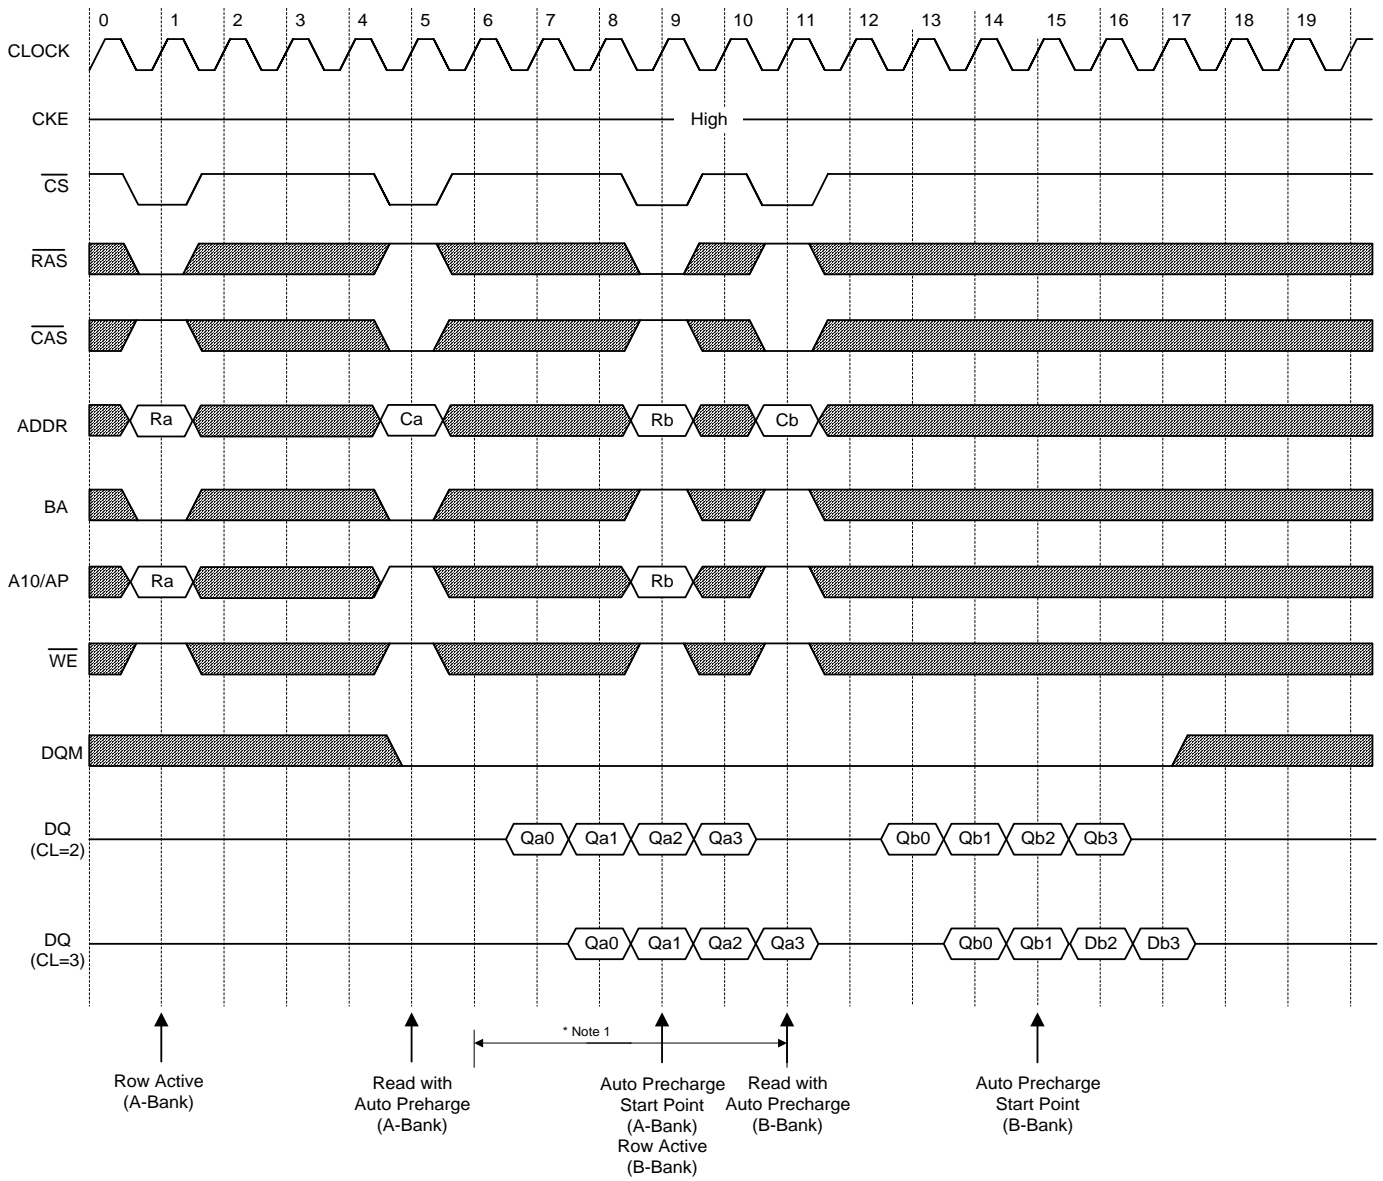 0 1 2 3 4 5 6 7 8 9 10 11 12 13 14 15 16 17 18 19
CLOCK
CKE High
CS
RAS
CAS
ADDR Ra Ca Rb Cb
BA
A10/AP Ra Rb
WE
DQM
DQ
(CL=2)
Qa0 Qa1 Qa2 Qa3 Qb0 Qb1 Qb2 Qb3
DQ
(CL=3)
Qa0 Qa1 Qa2 Qa3 Qb0 Qb1 Db2 Db3
* Note 1
Row Active
(A-Bank)
Read with
Auto Preharge
(A-Bank)
Auto Precharge
Start Point
(A-Bank)
Row Active
(B-Bank)
Read with
Auto Precharge
(B-Bank)
Auto Precharge
Start Point
(B-Bank)